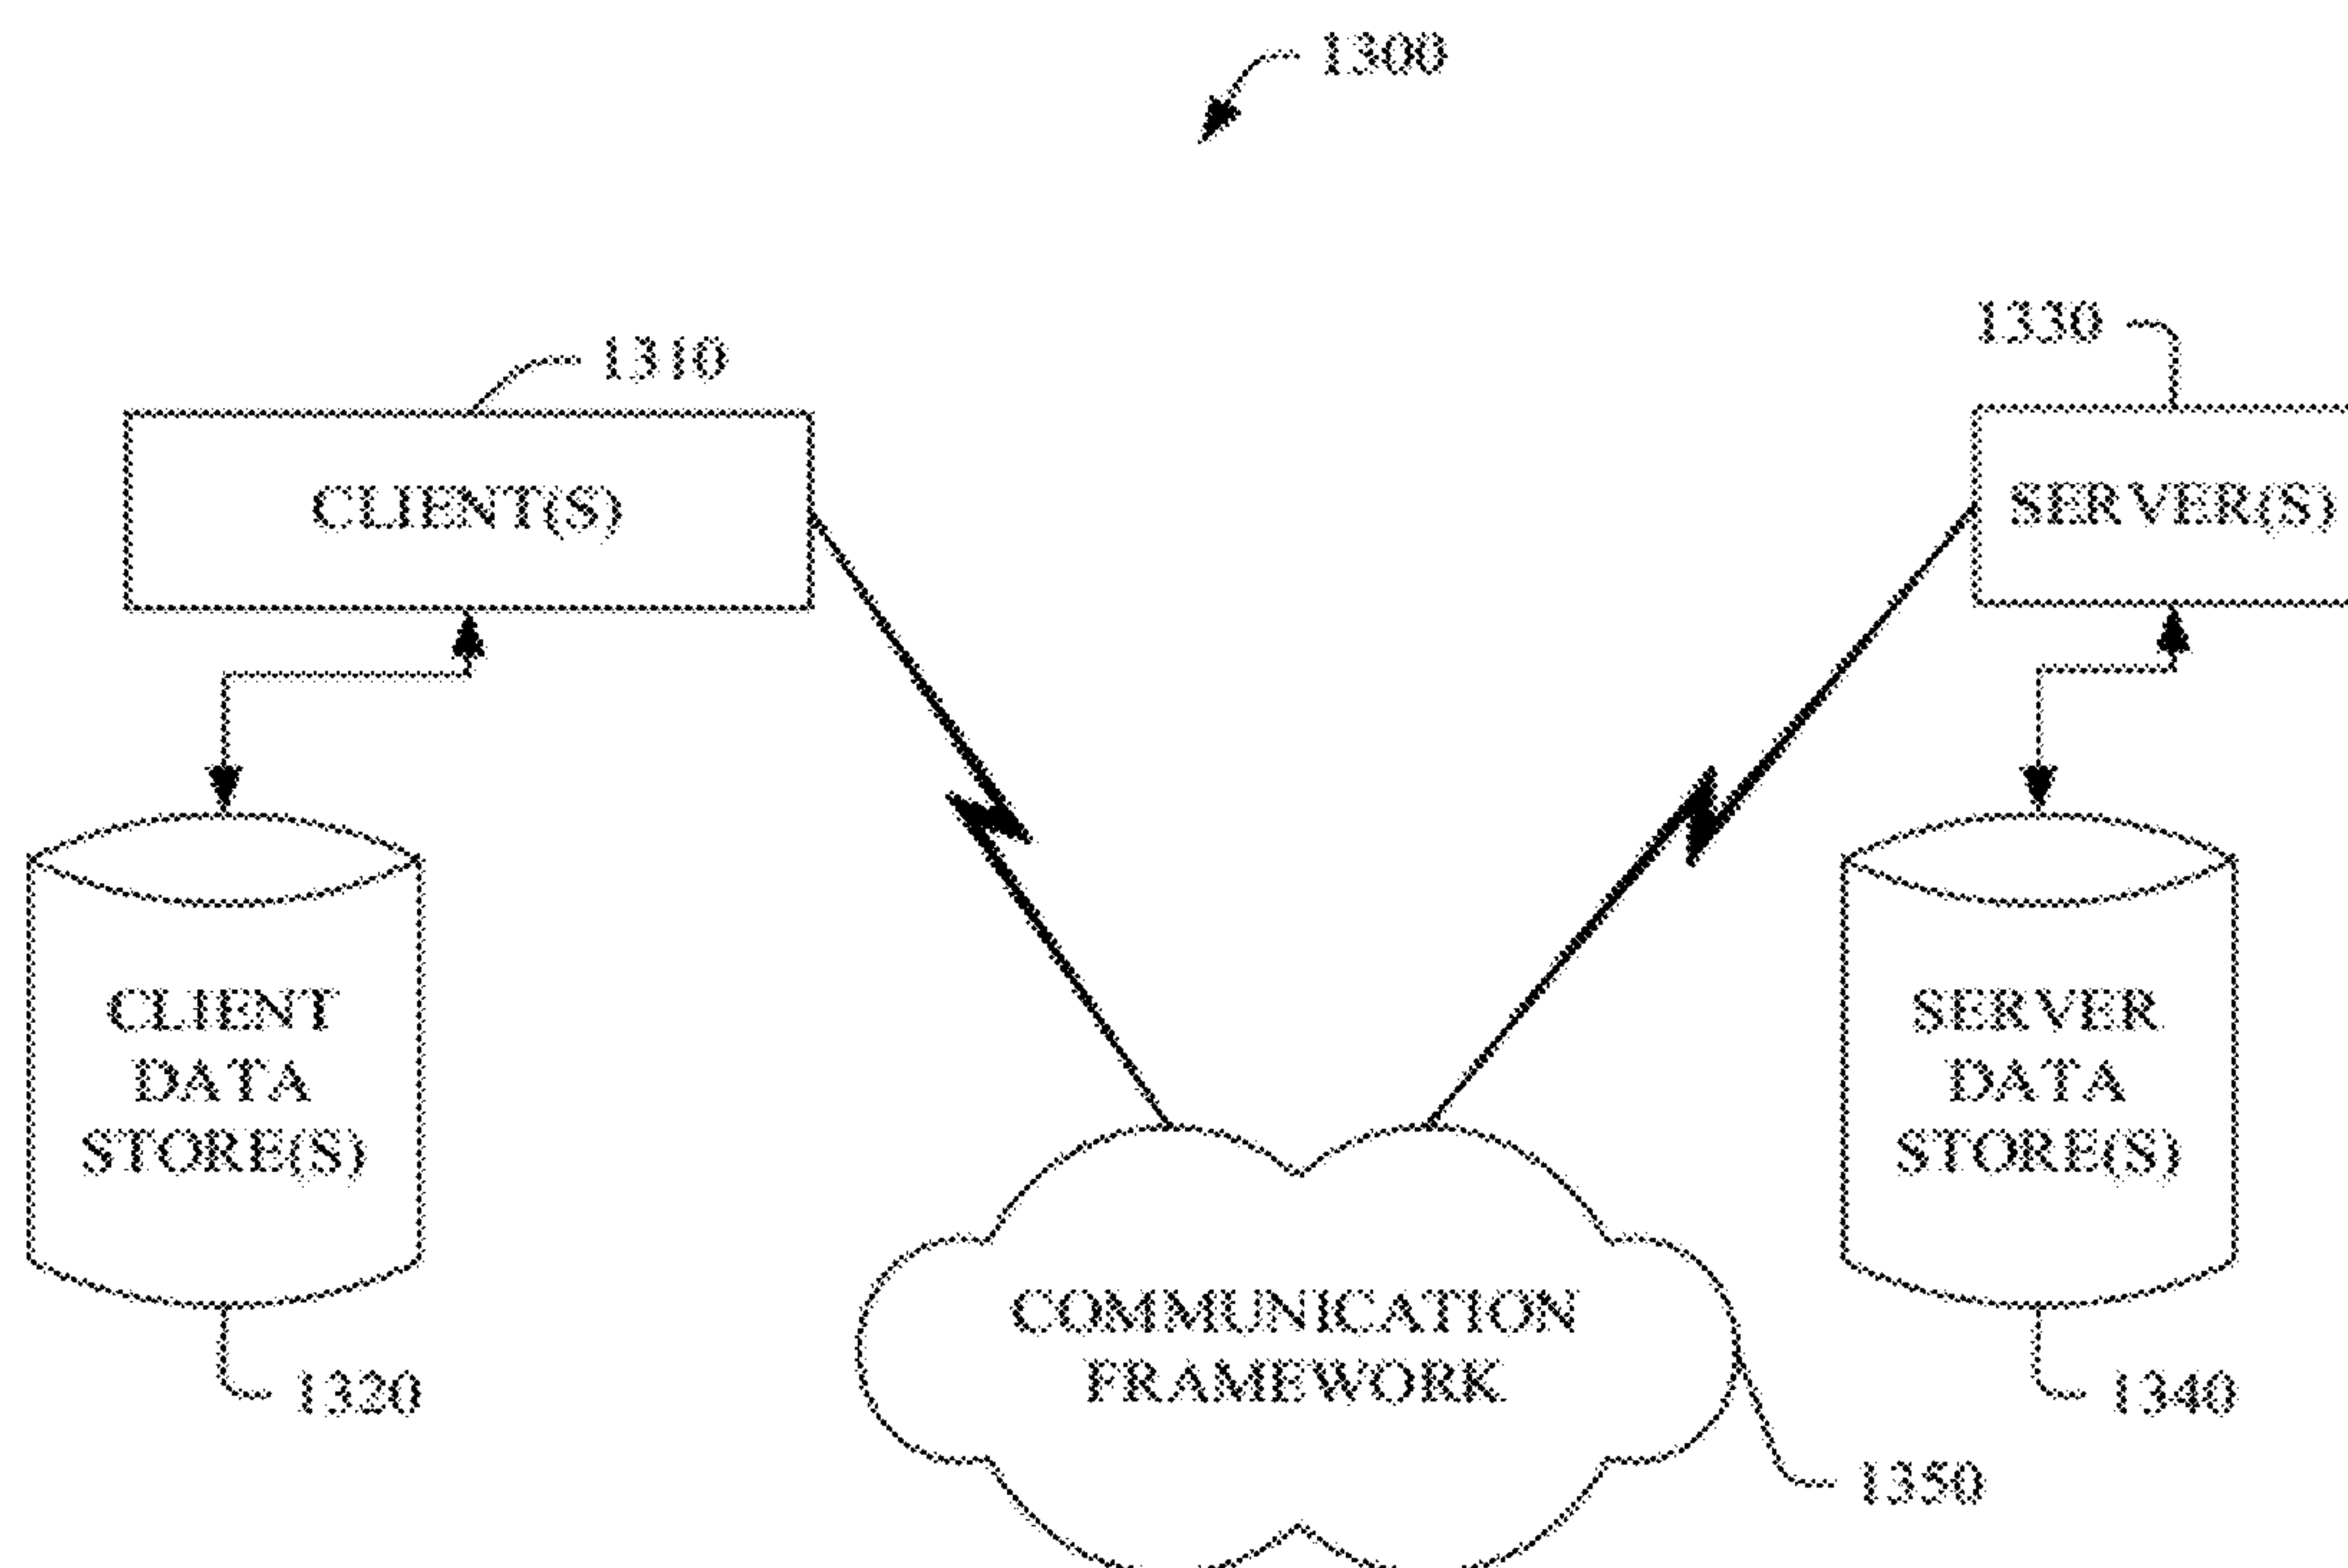 1300
1310
1330
CLIENT(S)
SERVER(S)
CLIENT
DATA
STORE(S)
SERVER
DATA
STORE(S)
COMMUNICATION
FRAMEWORK
1320
1340
1350